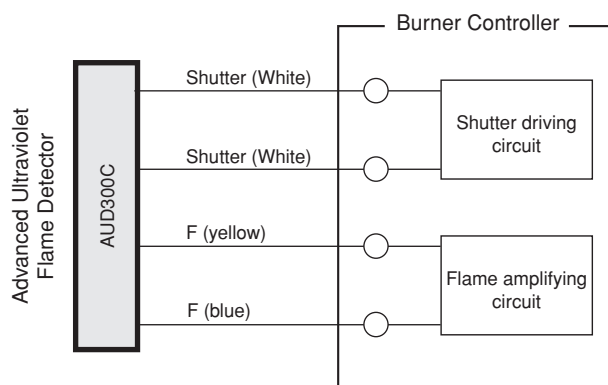 Burner Controller
Advanced Ultraviolet
Flame Detector
AUD300C
Shutter (White)
Shutter driving
circuit
Shutter (White)
F (yellow)
Flame amplifying
circuit
F (blue)